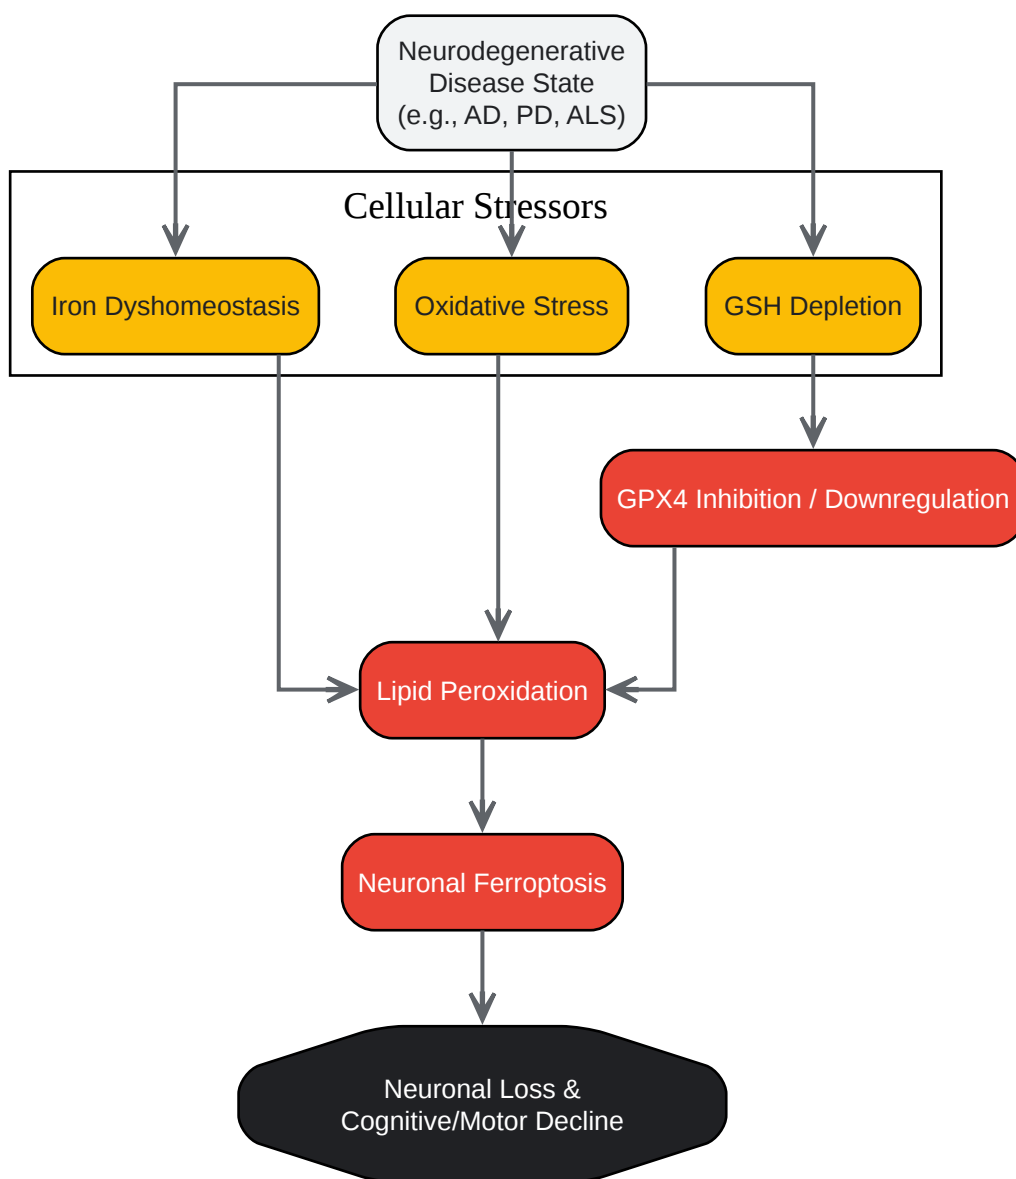 Neurodegenerative
Disease State
(e.g., AD, PD, ALS)
Cellular Stressors
Iron Dyshomeostasis
Oxidative Stress
GSH Depletion
GPX4 Inhibition / Downregulation
Lipid Peroxidation
Neuronal Ferroptosis
Neuronal Loss &
Cognitive/Motor Decline